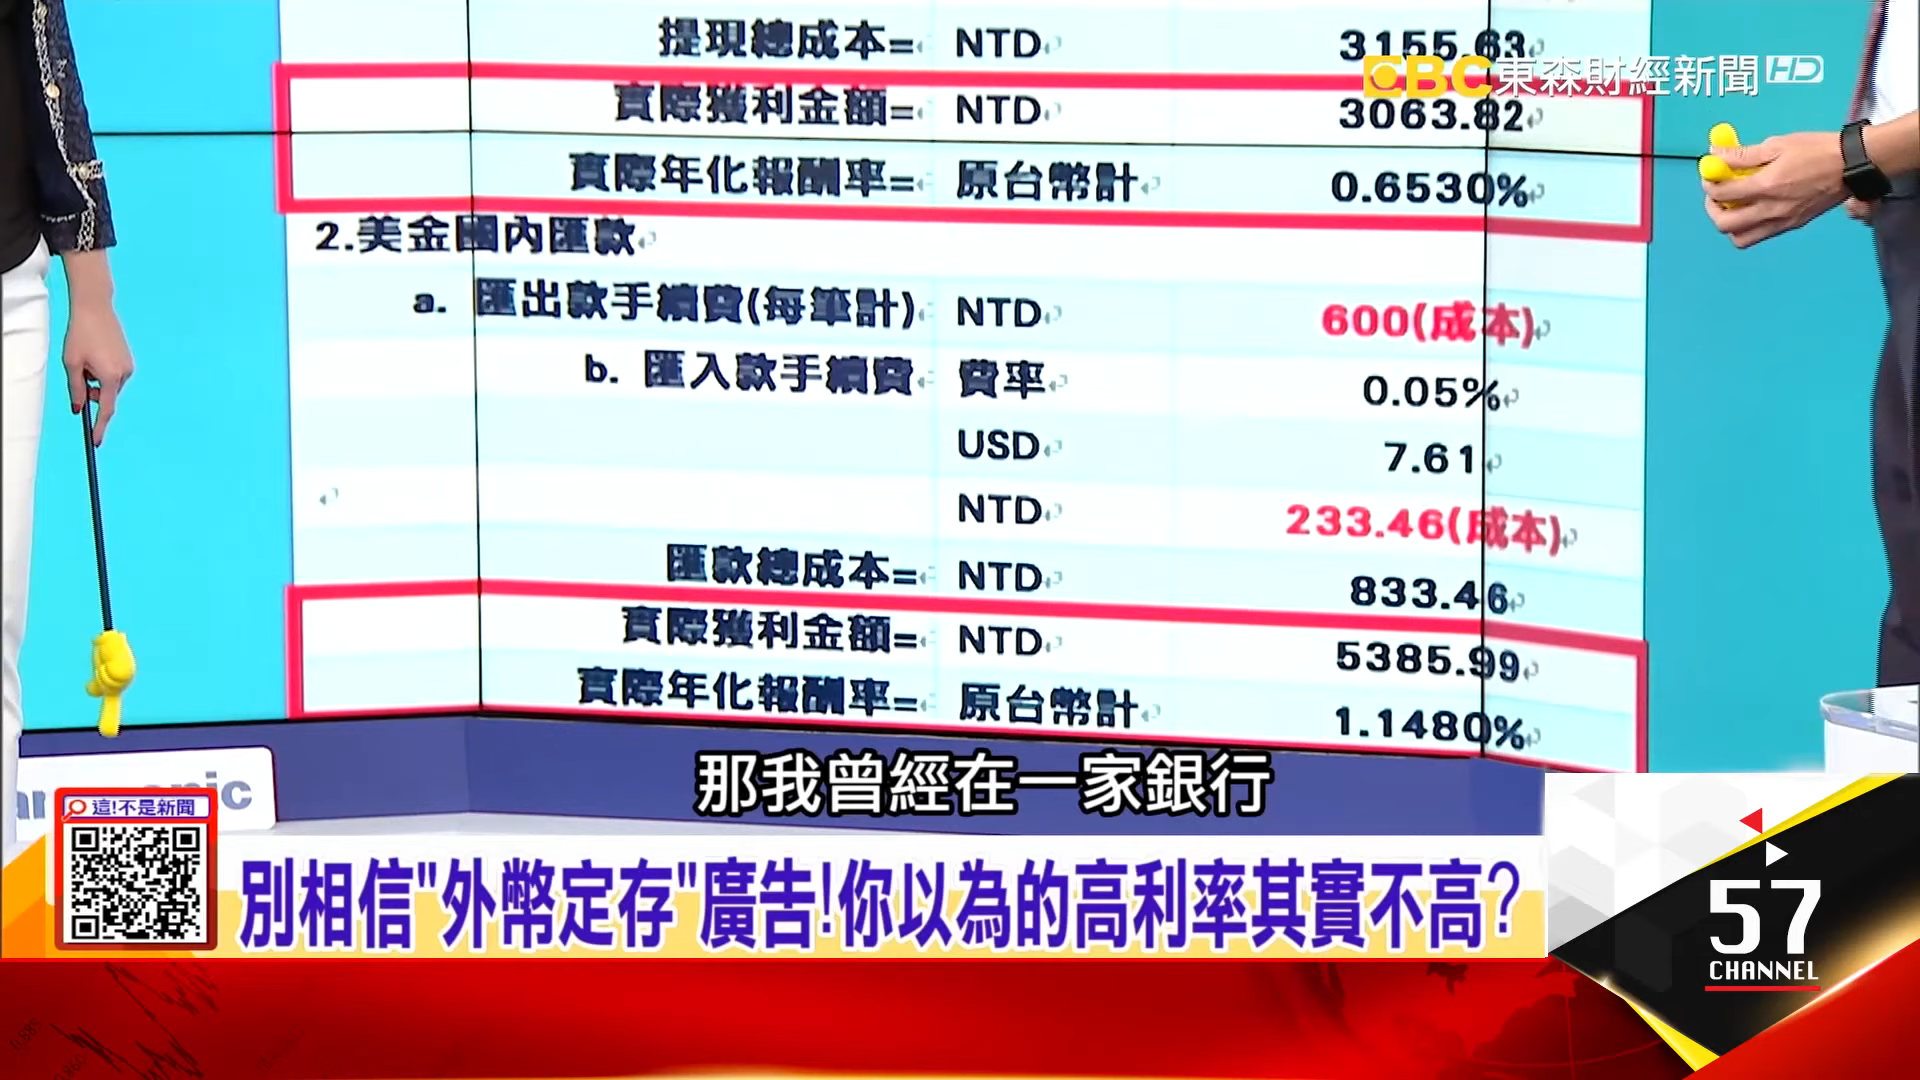 提現總成本= NTD 3155.63
EBC東森財經新聞HD
實際獲利金額= NTD 3063.82
實際年化報酬率= 原台幣計 0.6530%
2.美金國內匯款
a. 匯出款手續費(每筆計) NTD 600(成本)
b. 匯入款手續費 費率 0.05%
USD 7.61
NTD 233.46(成本)
匯款總成本= NTD 833.46
實際獲利金額= NTD 5385.99
實際年化報酬率= 原台幣計 1.1480%
那我曾經在一家銀行
這!不是新聞
別相信"外幣定存"廣告!你以為的高利率其實不高?
57
CHANNEL